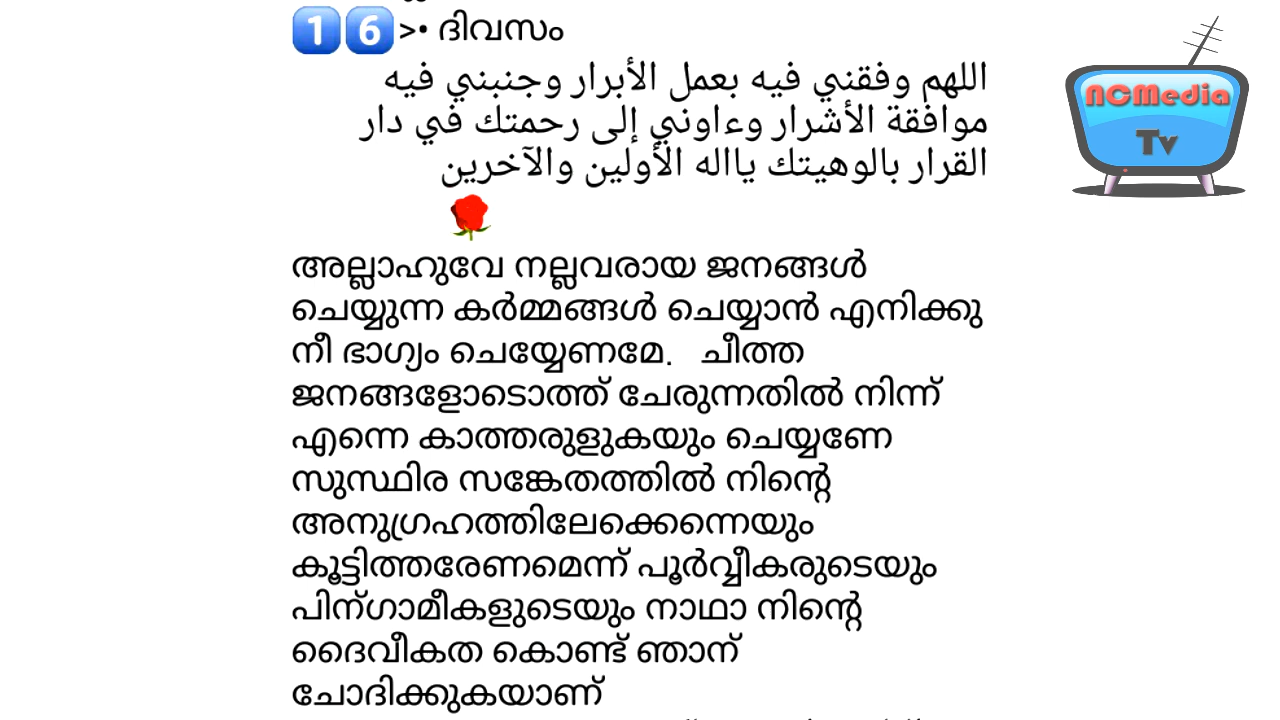 16>• ദിവസം
اللهم وفقني فيه بعمل الأبرار وجنبني فيه
موافقة الأشرار وءاوني إلى رحمتك في دار
القرار بالوهيتك يااله الأولين والآخرين
അല്ലാഹുവേ നല്ലവരായ ജനങ്ങൾ
ചെയ്യുന്ന കർമ്മങ്ങൾ ചെയ്യാൻ എനിക്കു
നീ ഭാഗ്യം ചെയ്യേണമേ. ചീത്ത
ജനങ്ങളോടൊത്ത് ചേരുന്നതിൽ നിന്ന്
എന്നെ കാത്തരുളുകയും ചെയ്യണേ
സുസ്ഥിര സങ്കേതത്തിൽ നിന്റെ
അനുഗ്രഹത്തിലേക്കെന്നെയും
കൂട്ടിത്തരേണമെന്ന് പൂർവ്വീകരുടെയും
പിന്ഗാമീകളുടെയും നാഥാ നിന്റെ
ദൈവീകത കൊണ്ട് ഞാന്
ചോദിക്കുകയാണ്
NCMedia
Tv